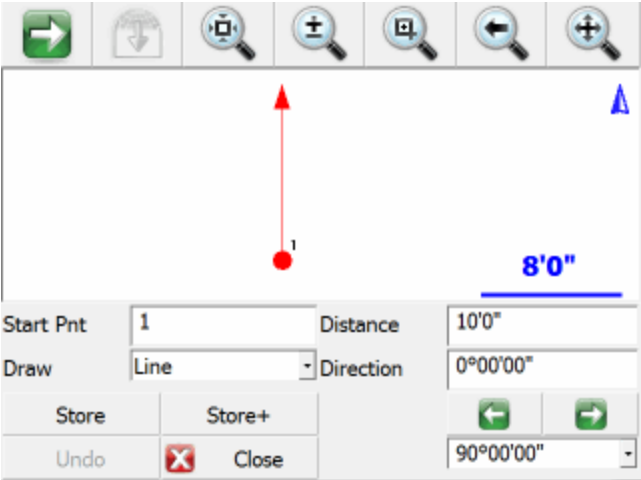 1
8'0"
Start Pnt 1 Distance 10'0"
Draw Line Direction 0°00'00"
Store Store+
Undo Close 90°00'00"